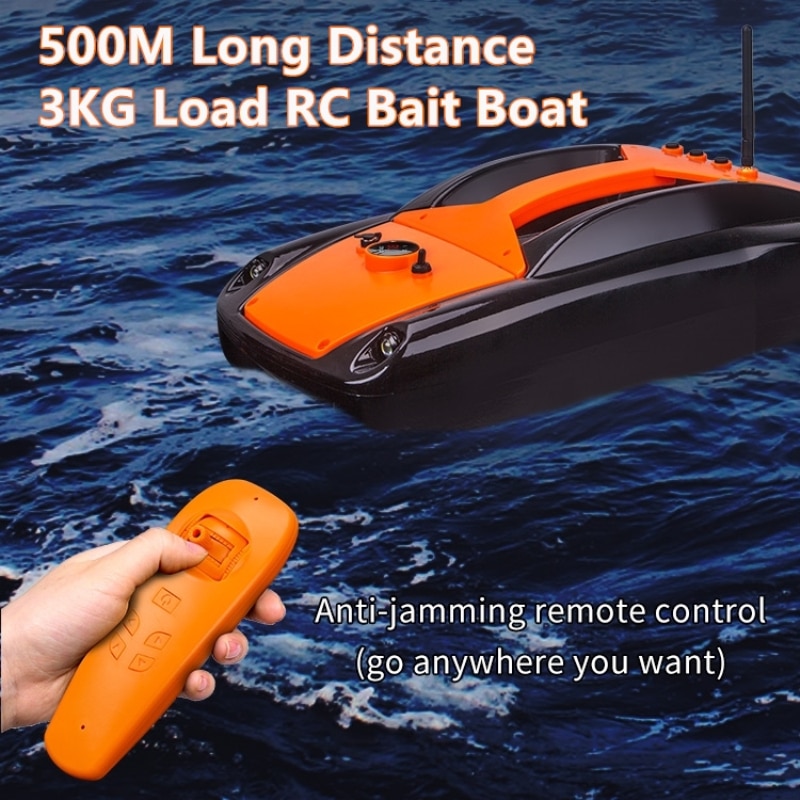 500M Long Distance
3KG Load RC Bait Boat
Anti-jamming remote control
(go anywhere you want)